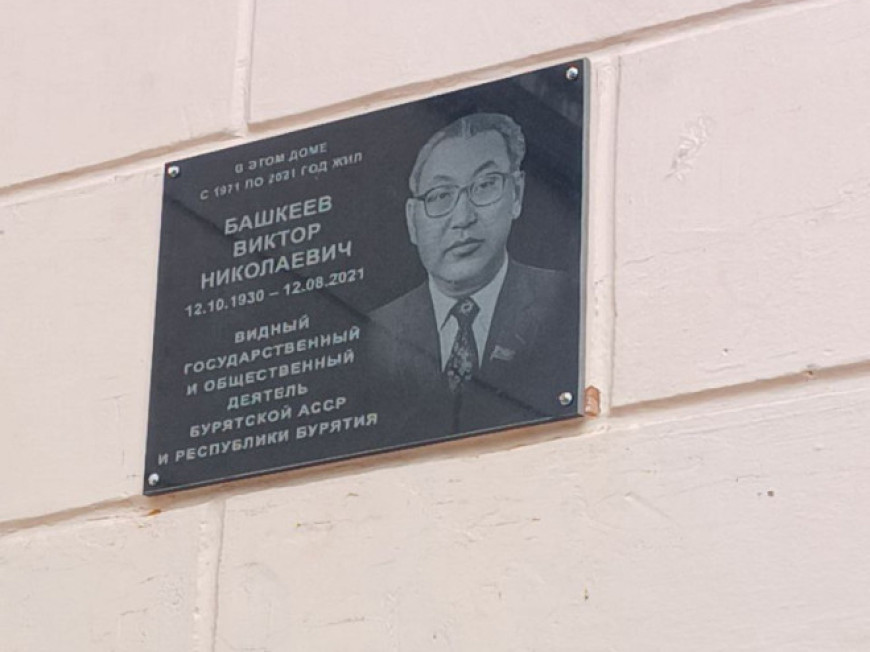 В ЭТОМ ДОМЕ
С 1971 ПО 2021 ГОД ЖИЛ
БАШКЕЕВ
ВИКТОР
НИКОЛАЕВИЧ
12.10.1930 – 12.08.2021
ВИДНЫЙ
ГОСУДАРСТВЕННЫЙ
И ОБЩЕСТВЕННЫЙ
ДЕЯТЕЛЬ
БУРЯТСКОЙ АССР
И РЕСПУБЛИКИ БУРЯТИЯ